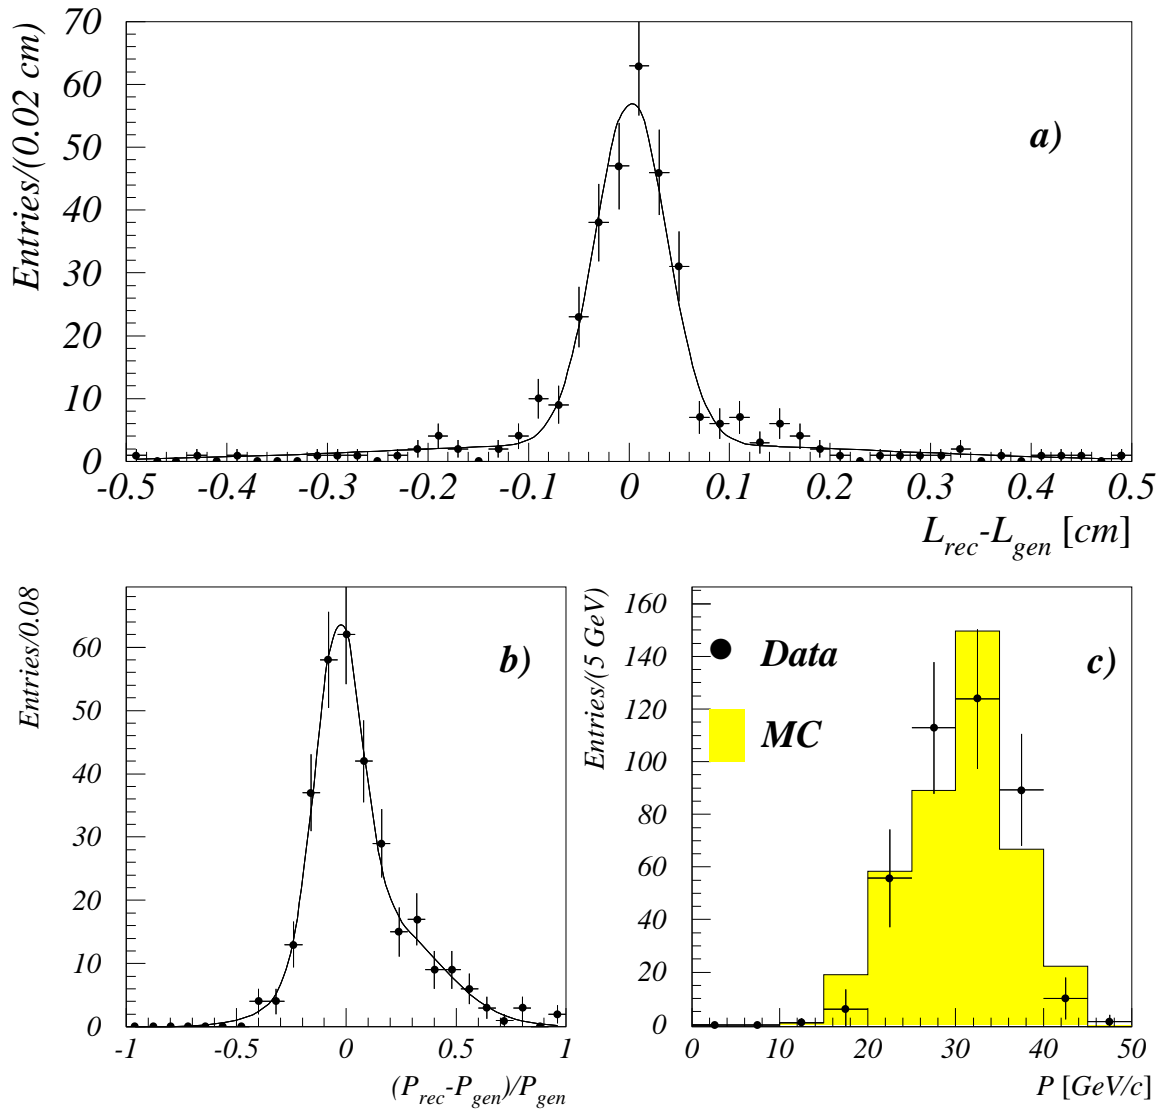 Entries/(0.02 cm)
70
60
50
40
30
20
10
0
a)
-0.5 -0.4 -0.3 -0.2 -0.1 0 0.1 0.2 0.3 0.4 0.5
L_rec-L_gen [cm]
Entries/0.08
60
50
40
30
20
10
0
b)
-1 -0.5 0 0.5 1
(P_rec-P_gen)/P_gen
Entries/(5 GeV)
160
140
120
100
80
60
40
20
0
Data
MC
c)
0 10 20 30 40 50
P [GeV/c]